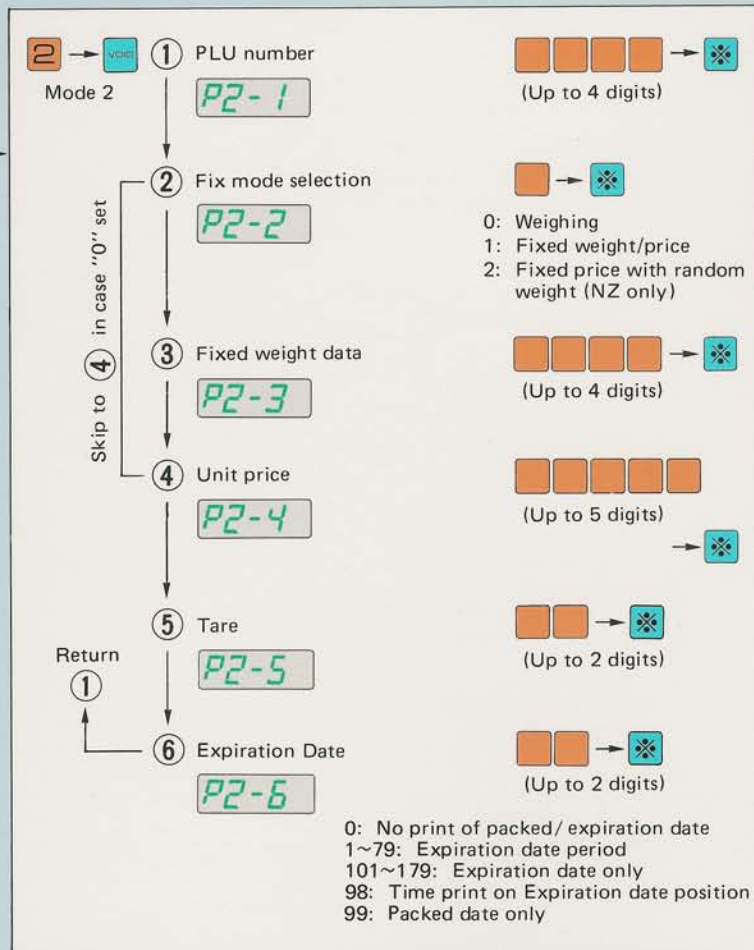 2 → VOID ① PLU number → ※
Mode 2
P2-1
(Up to 4 digits)
② Fix mode selection → ※
P2-2
0: Weighing
1: Fixed weight/price
2: Fixed price with random
weight (NZ only)
Skip to ④ in case "0" set
③ Fixed weight data → ※
P2-3
(Up to 4 digits)
④ Unit price
P2-4
(Up to 5 digits)
→ ※
⑤ Tare → ※
P2-5
(Up to 2 digits)
Return
①
⑥ Expiration Date → ※
P2-6
(Up to 2 digits)
0: No print of packed/expiration date
1~79: Expiration date period
101~179: Expiration date only
98: Time print on Expiration date position
99: Packed date only